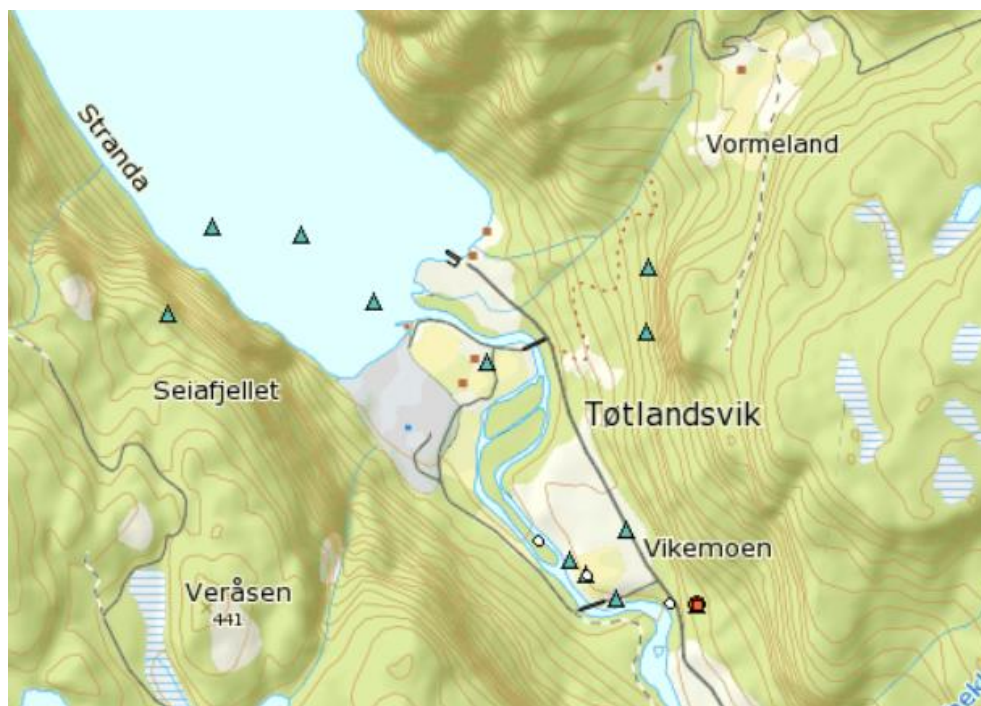 Stranda
Vormeland
Seiafjellet
Tøtlandsvik
Vikemoen
Veråsen
441